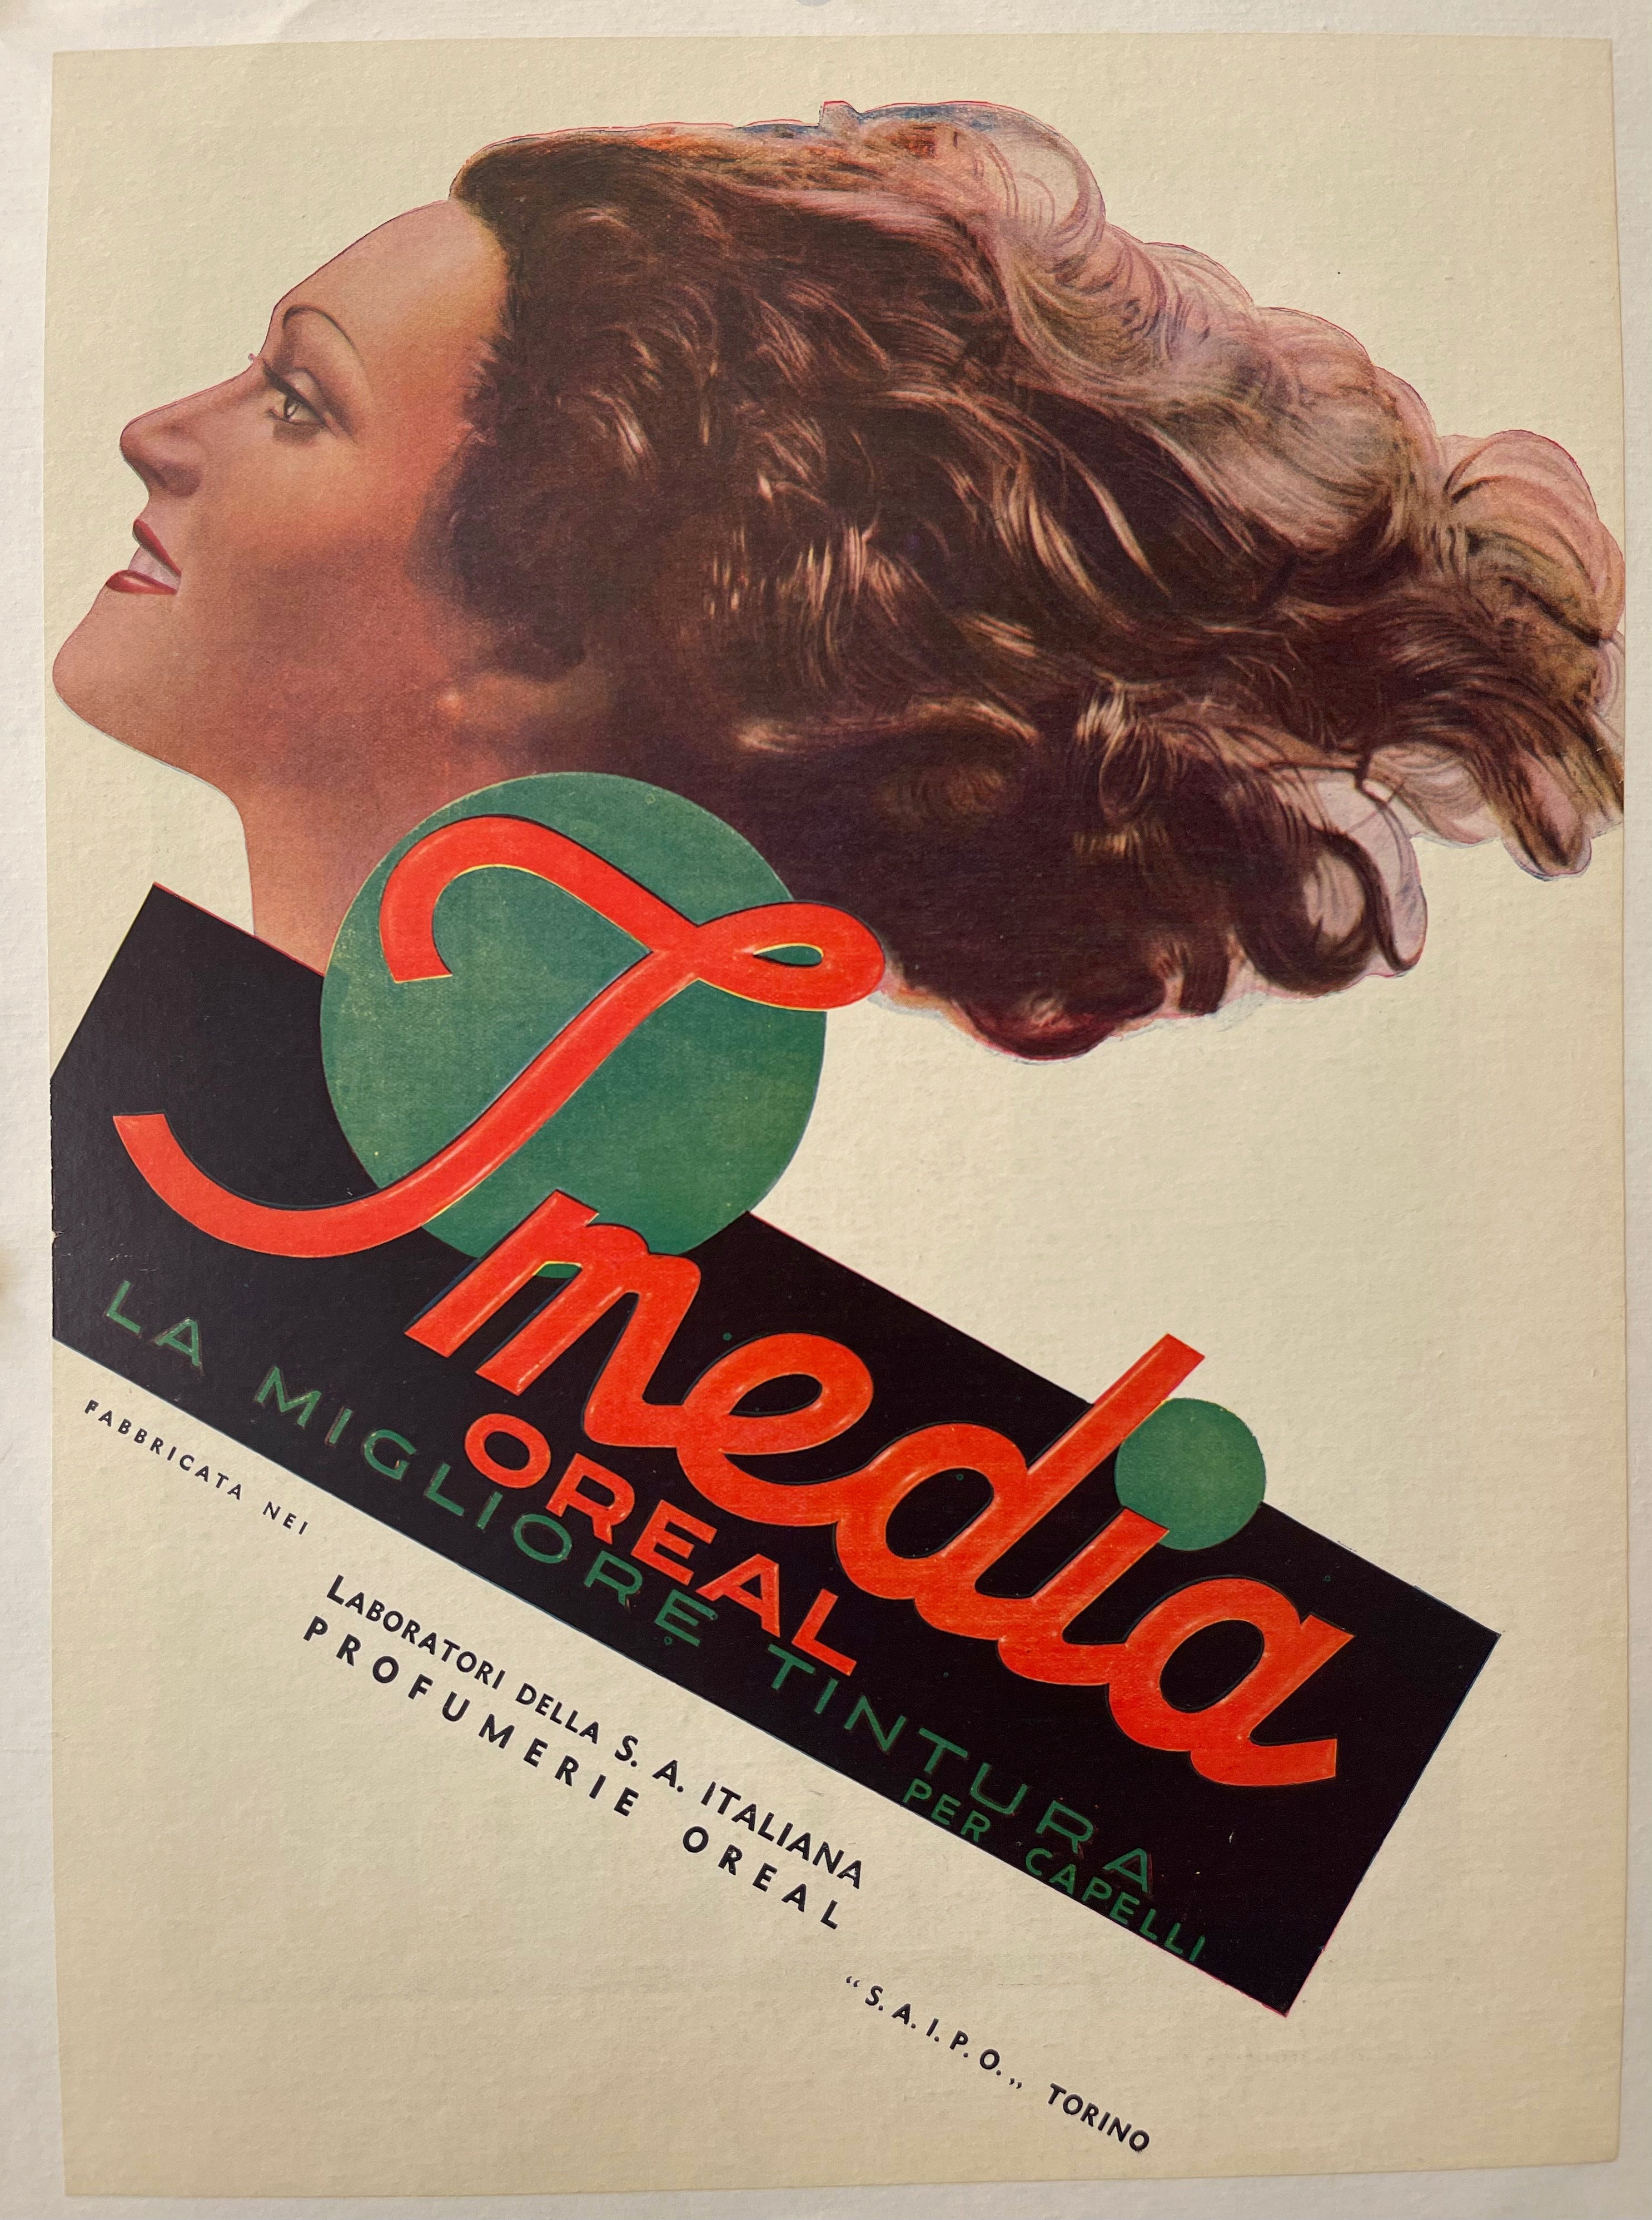 Imedia
OREAL
LA MIGLIORE TINTURA
PER CAPELLI
FABBRICATA NEI
LABORATORI DELLA S. A. ITALIANA
PROFUMERIE OREAL
“S. A. I. P. O.„ TORINO